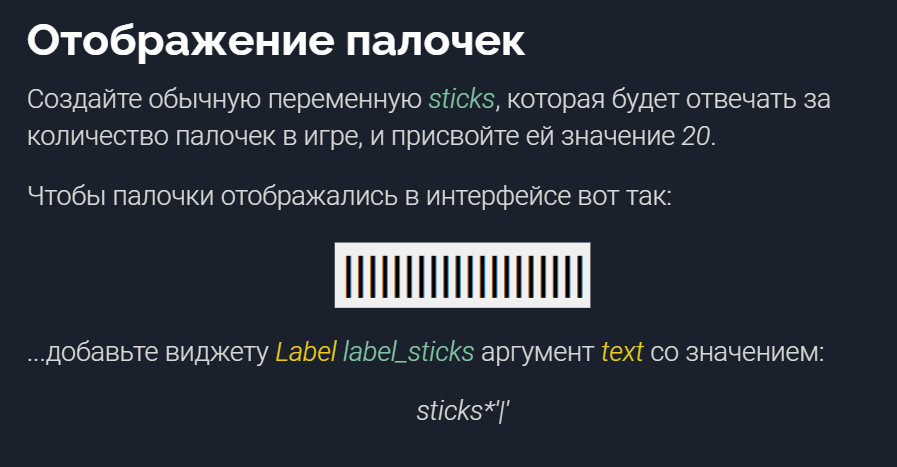 Отображение палочек
Создайте обычную переменную sticks, которая будет отвечать за
количество палочек в игре, и присвойте ей значение 20.
Чтобы палочки отображались в интерфейсе вот так:
||||||||||||||||||||
...добавьте виджету Label label_sticks аргумент text со значением:
sticks*'|'